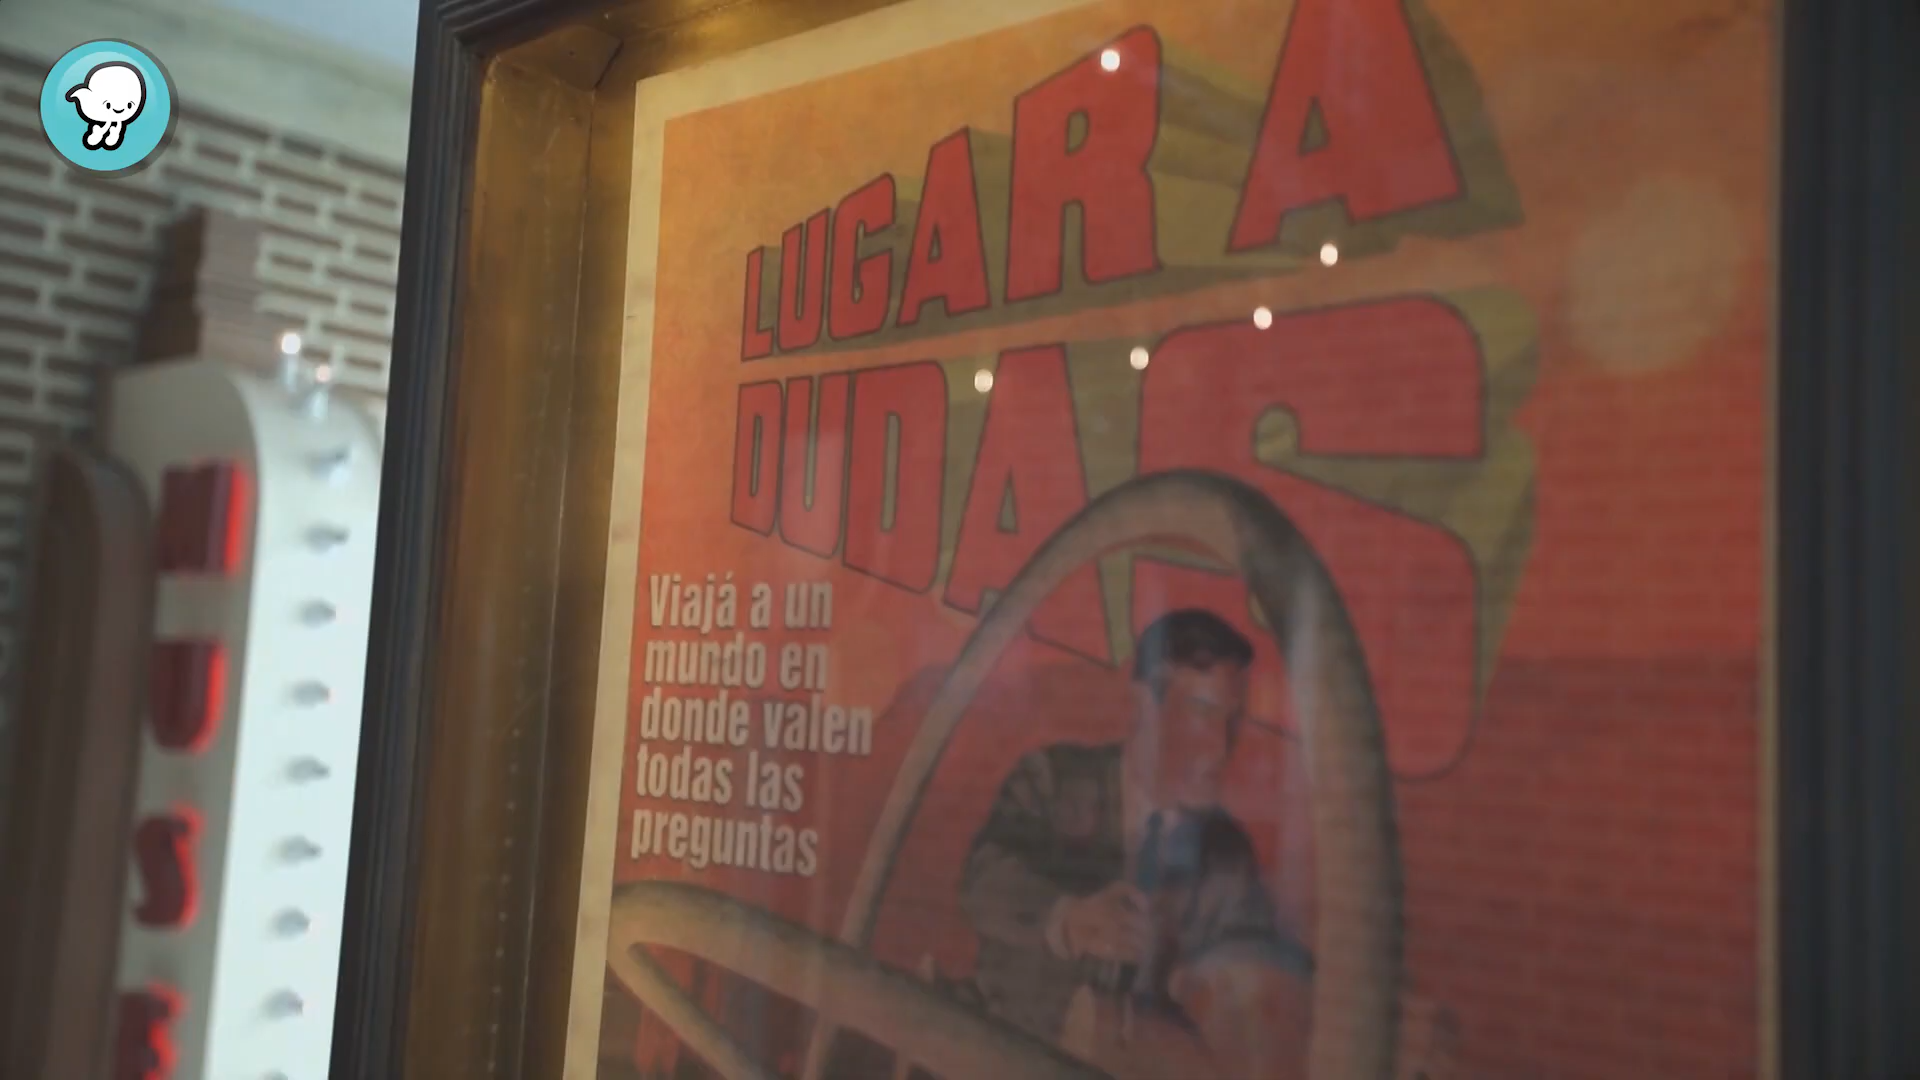 LUGAR A
DUDAS
Viajá a un
mundo en
donde valen
todas las
preguntas